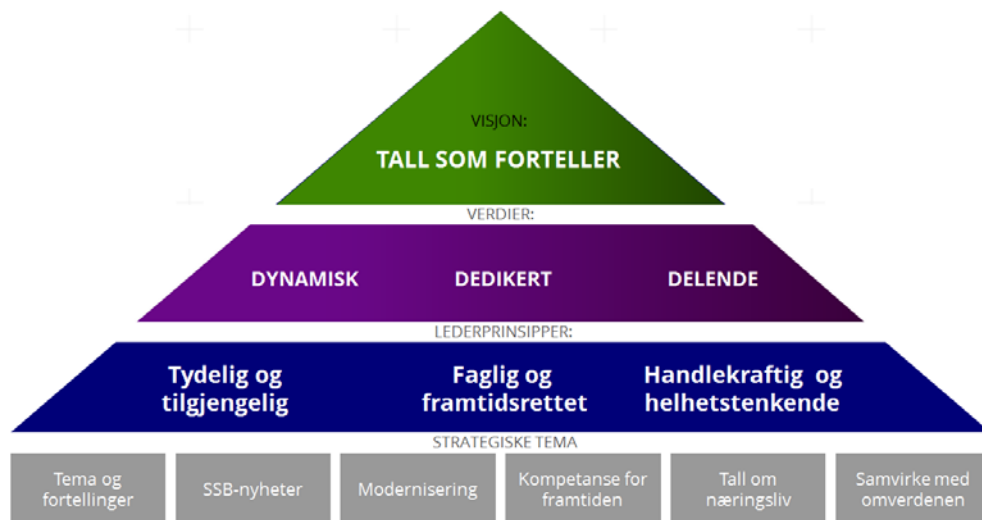 VISJON:
TALL SOM FORTELLER
VERDIER:
DYNAMISK DEDIKERT DELENDE
LEDERPRINSIPPER:
Tydelig og
tilgjengelig
Faglig og
framtidsrettet
Handlekraftig og
helhetstenkende
STRATEGISKE TEMA
Tema og
fortellinger
SSB-nyheter
Modernisering
Kompetanse for
framtiden
Tall om
næringsliv
Samvirke med
omverdenen